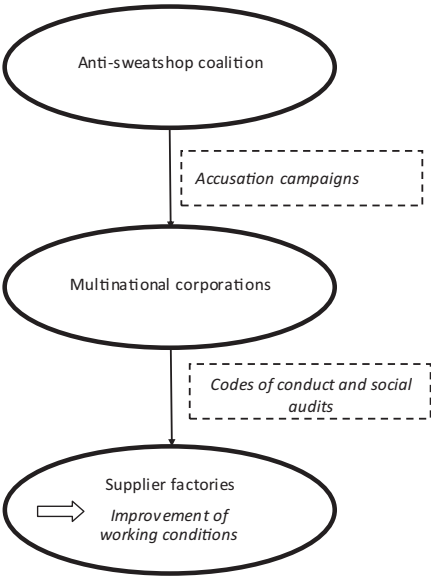 Anti-sweatshop coalition
Accusation campaigns
Multinational corporations
Codes of conduct and social
audits
Supplier factories
Improvement of
working conditions